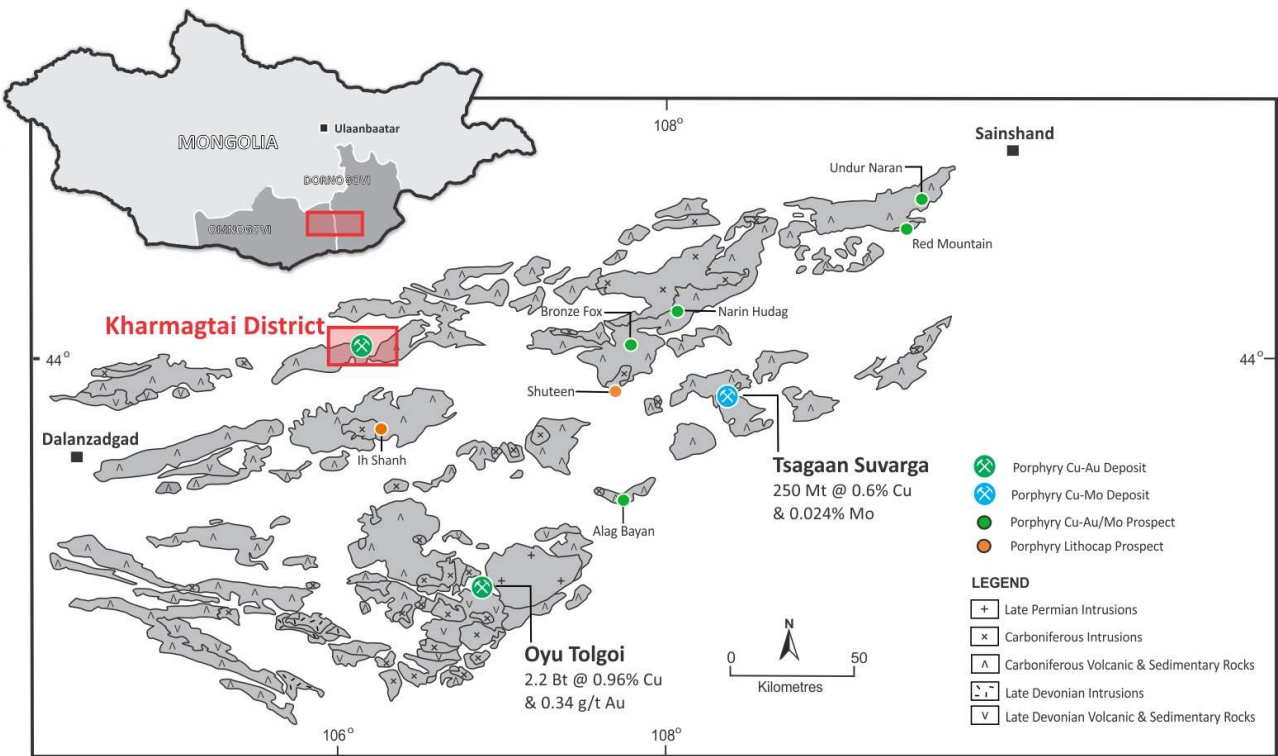 MONGOLIA
Ulaanbaatar
DORNOGOVI
OMNOGOVI
108°
Sainshand
Undur Naran
Red Mountain
Kharmagtai District
Bronze Fox
Narin Hudag
44°
44°
Shuteen
Dalanzadgad
Ih Shanh
Tsagaan Suvarga
250 Mt @ 0.6% Cu
& 0.024% Mo
Alag Bayan
Oyu Tolgoi
2.2 Bt @ 0.96% Cu
& 0.34 g/t Au
N
0 50
Kilometres
Porphyry Cu-Au Deposit
Porphyry Cu-Mo Deposit
Porphyry Cu-Au/Mo Prospect
Porphyry Lithocap Prospect
LEGEND
+ Late Permian Intrusions
× Carboniferous Intrusions
^ Carboniferous Volcanic & Sedimentary Rocks
Late Devonian Intrusions
v Late Devonian Volcanic & Sedimentary Rocks
106°
108°